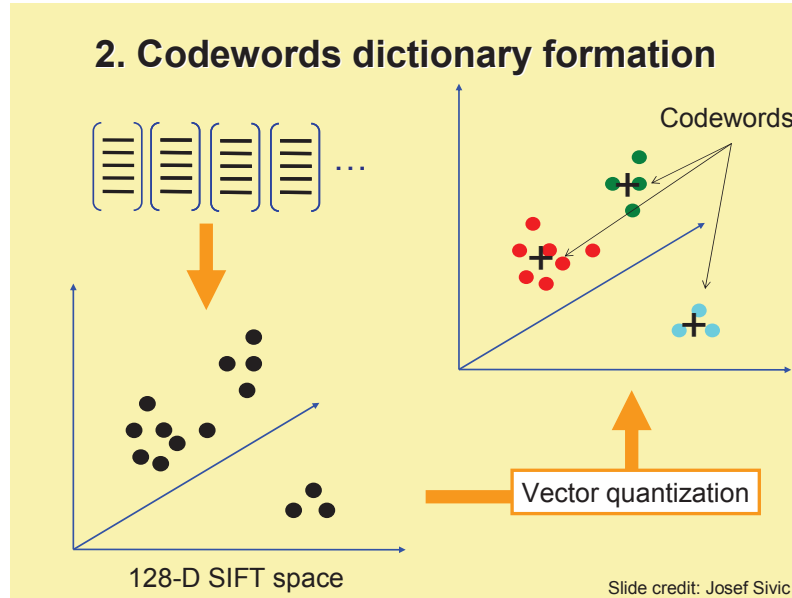 2. Codewords dictionary formation
Codewords
...
Vector quantization
128-D SIFT space
Slide credit: Josef Sivic